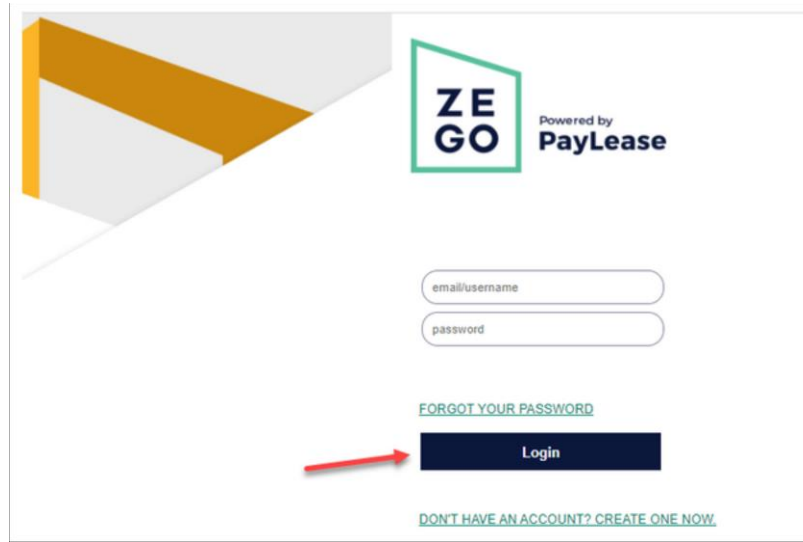 ZE
GO
Powered by
PayLease
email/username
password
FORGOT YOUR PASSWORD
Login
DON'T HAVE AN ACCOUNT? CREATE ONE NOW.